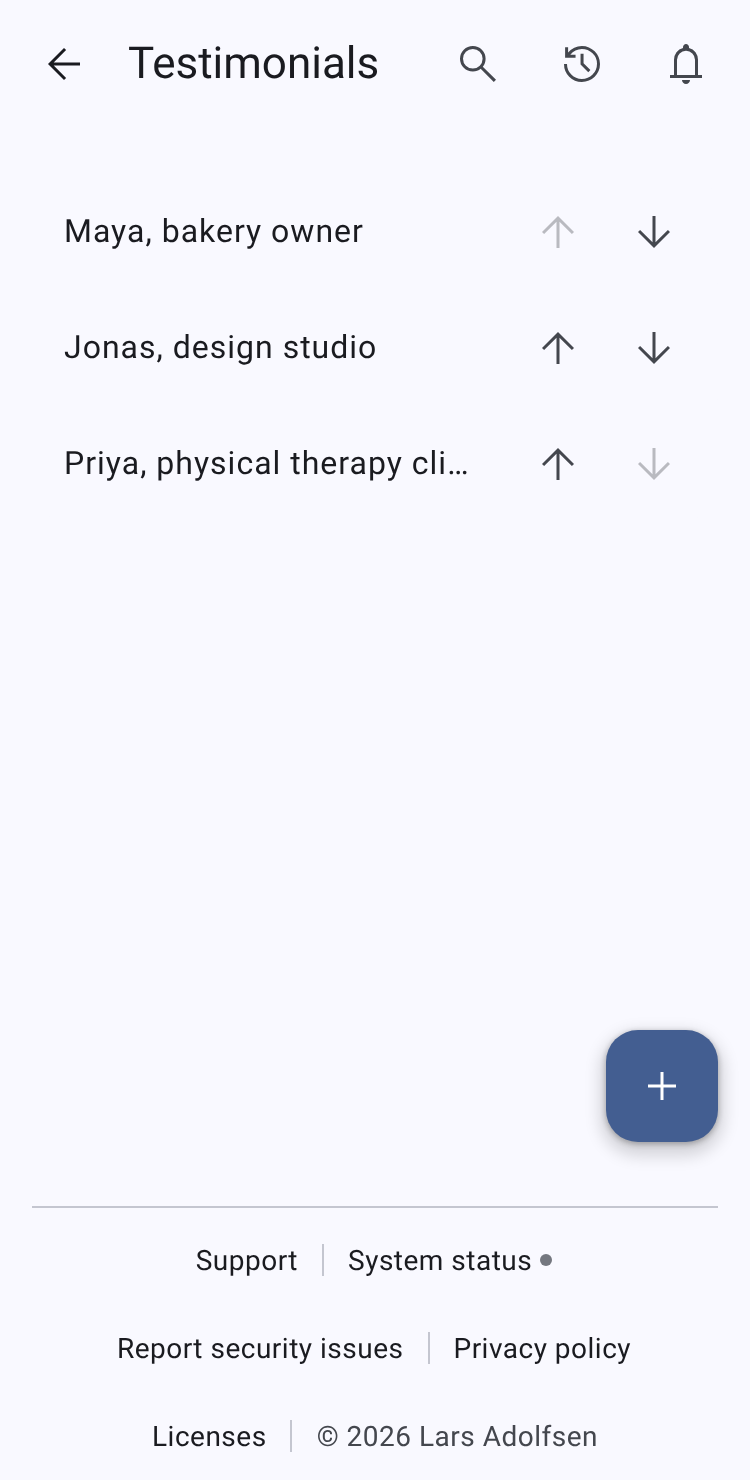 Testimonials
Maya, bakery owner
Jonas, design studio
Priya, physical therapy cli…
Support
System status
Report security issues
Privacy policy
Licenses
© 2026 Lars Adolfsen